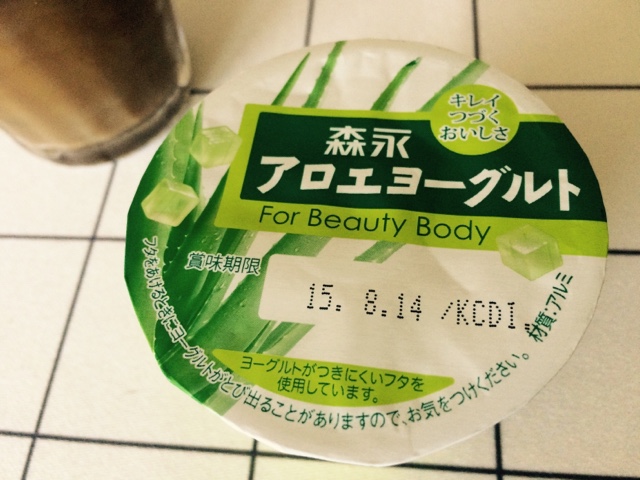 キレイ
つづく
おいしさ
森永
アロエヨーグルト
For Beauty Body
賞味期限
15. 8.14 /KCD1
ヨーグルトがつきにくいフタを
使用しています。
フタをあけるときにヨーグルトがとび出ることがありますので、お気をつけください。
材質:アルミ